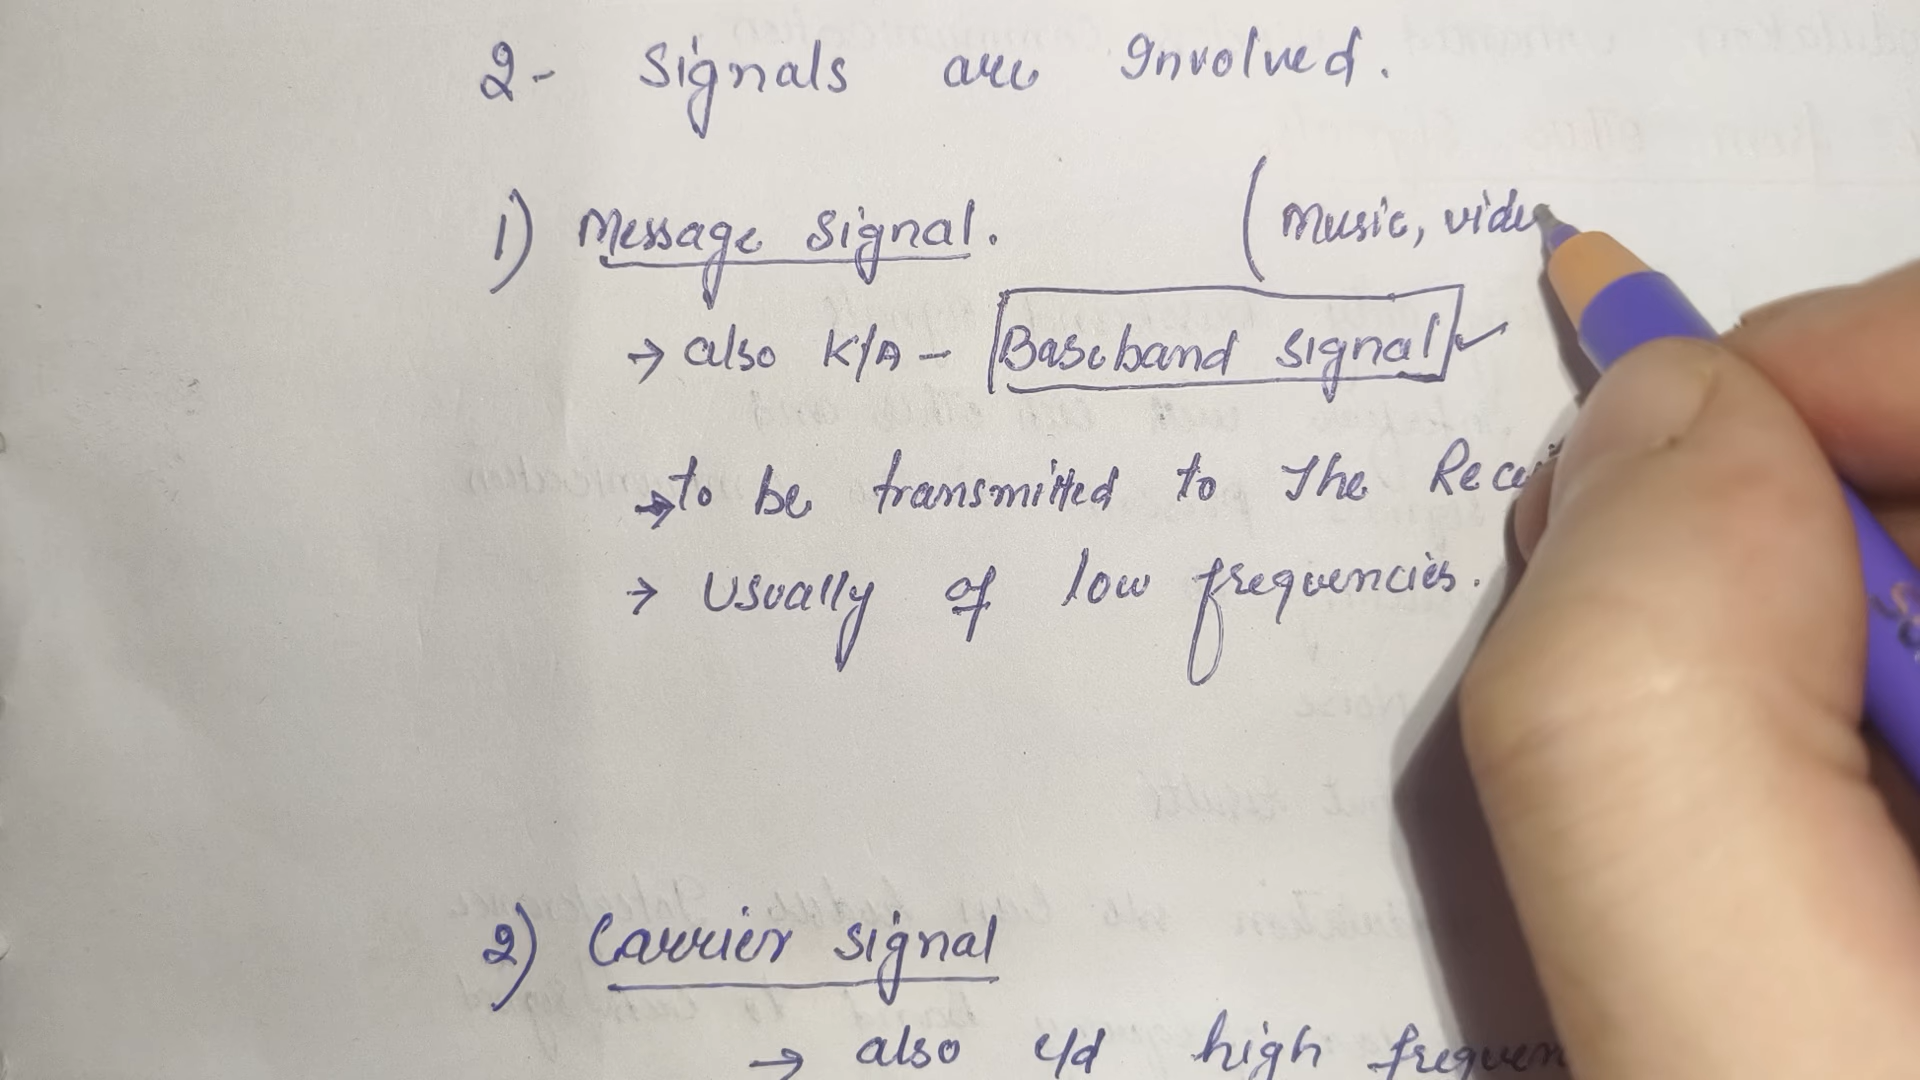 2- Signals are Involved.
1) Message Signal. (Music, vide
→ also K/A - Baseband signal ✓
→ to be transmitted to The Rece
→ Usually of low frequencies.
2) Carrier signal
→ also c/d high frequen